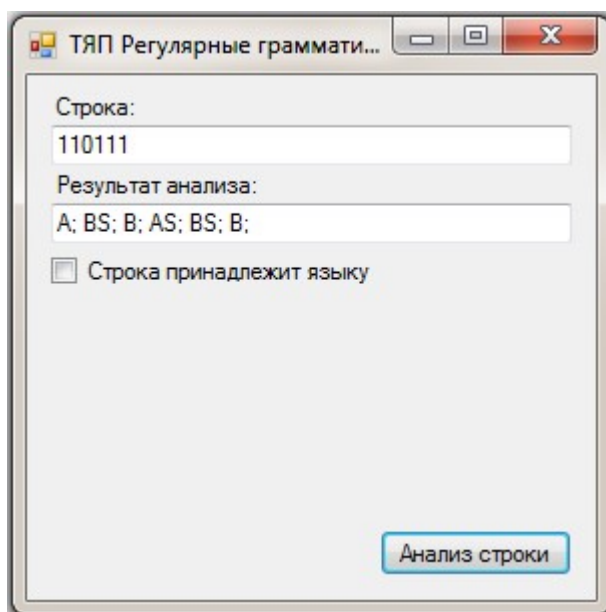 ТЯП Регулярные граммати...
Строка:
110111
Результат анализа:
A; BS; B; AS; BS; B;
Строка принадлежит языку
Анализ строки